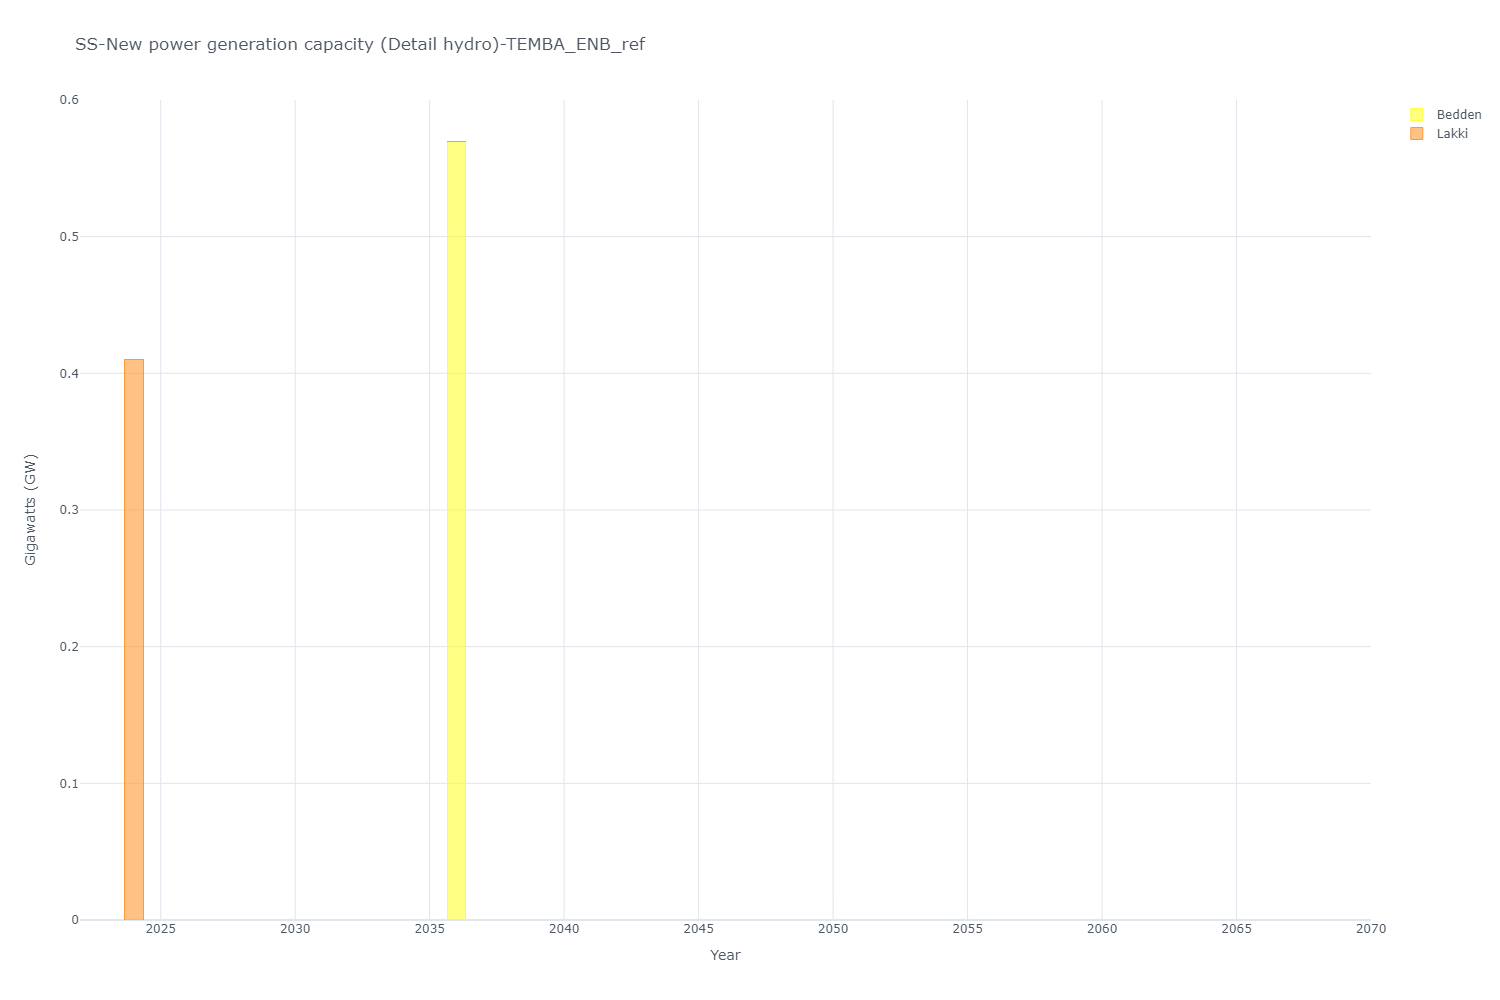 SS-New power generation capacity (Detail hydro)-TEMBA_ENB_ref
Bedden
Lakki
0.6
0.5
0.4
0.3
0.2
0.1
0
Gigawatts (GW)
2025 2030 2035 2040 2045 2050 2055 2060 2065 2070
Year